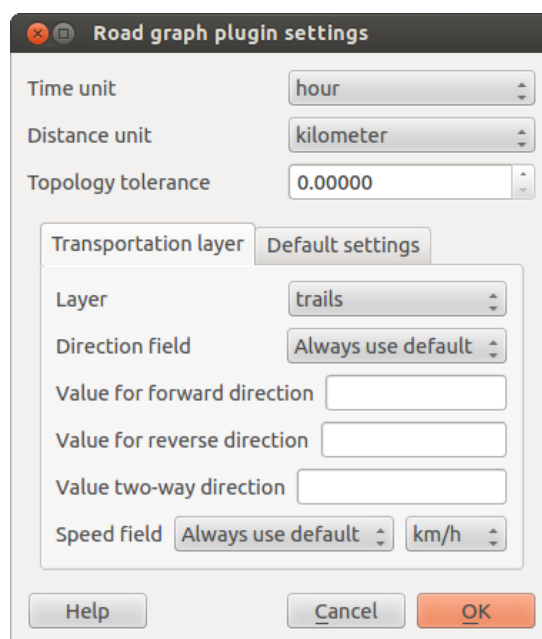 Road graph plugin settings
Time unit hour
Distance unit kilometer
Topology tolerance 0.00000
Transportation layer Default settings
Layer trails
Direction field Always use default
Value for forward direction
Value for reverse direction
Value two-way direction
Speed field Always use default km/h
Help Cancel OK